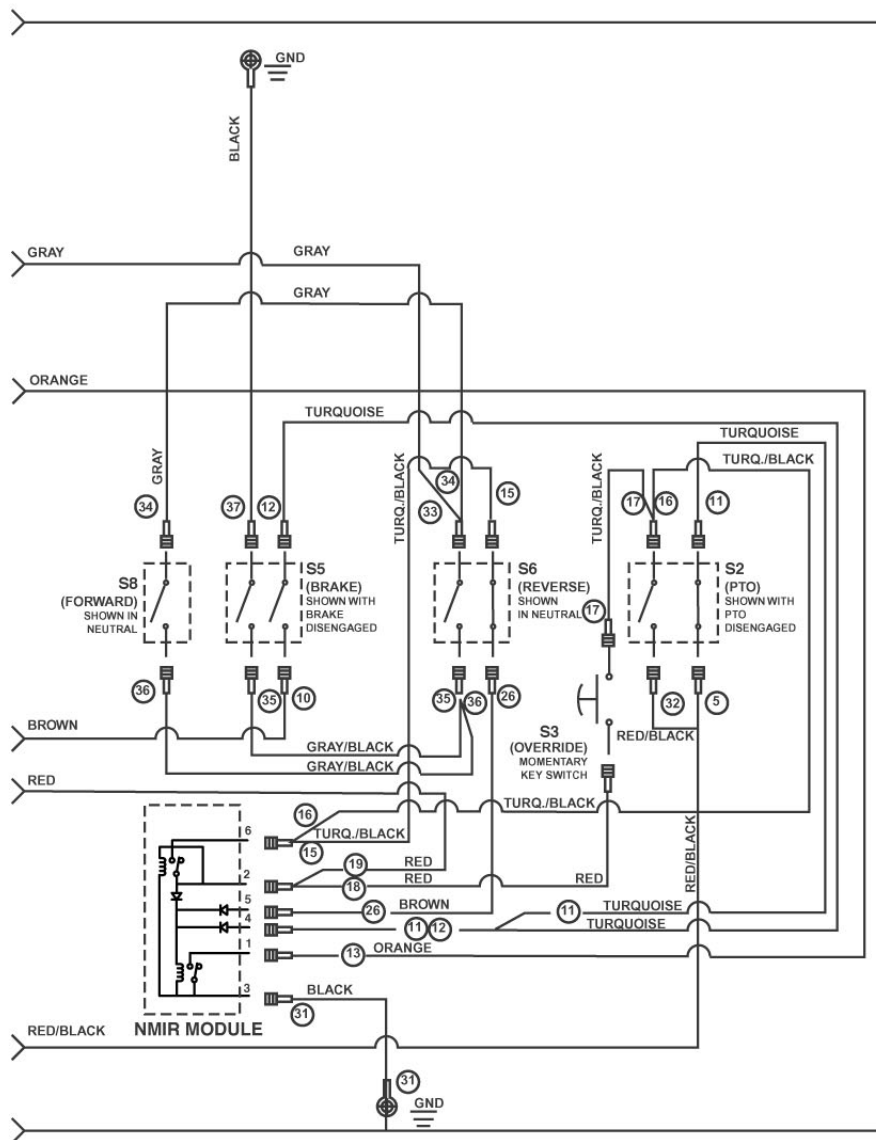 GND
BLACK
GRAY
GRAY
GRAY
ORANGE
TURQUOISE
TURQUOISE
TURQ./BLACK
GRAY
TURQ./BLACK
TURQ./BLACK
34
37
12
33
34
15
17
16
11
S8
(FORWARD)
SHOWN IN
NEUTRAL
S5
(BRAKE)
SHOWN WITH
BRAKE
DISENGAGED
S6
(REVERSE)
SHOWN
IN NEUTRAL
17
S2
(PTO)
SHOWN WITH
PTO
DISENGAGED
36
35
10
35
36
26
32
5
S3
(OVERRIDE)
MOMENTARY
KEY SWITCH
RED/BLACK
BROWN
GRAY/BLACK
GRAY/BLACK
RED
TURQ./BLACK
16
TURQ./BLACK
15
6
RED/BLACK
19
RED
2
18
RED
RED
5
26
BROWN
11
TURQUOISE
4
11
12
TURQUOISE
1
13
ORANGE
3
BLACK
31
NMIR MODULE
RED/BLACK
31
GND